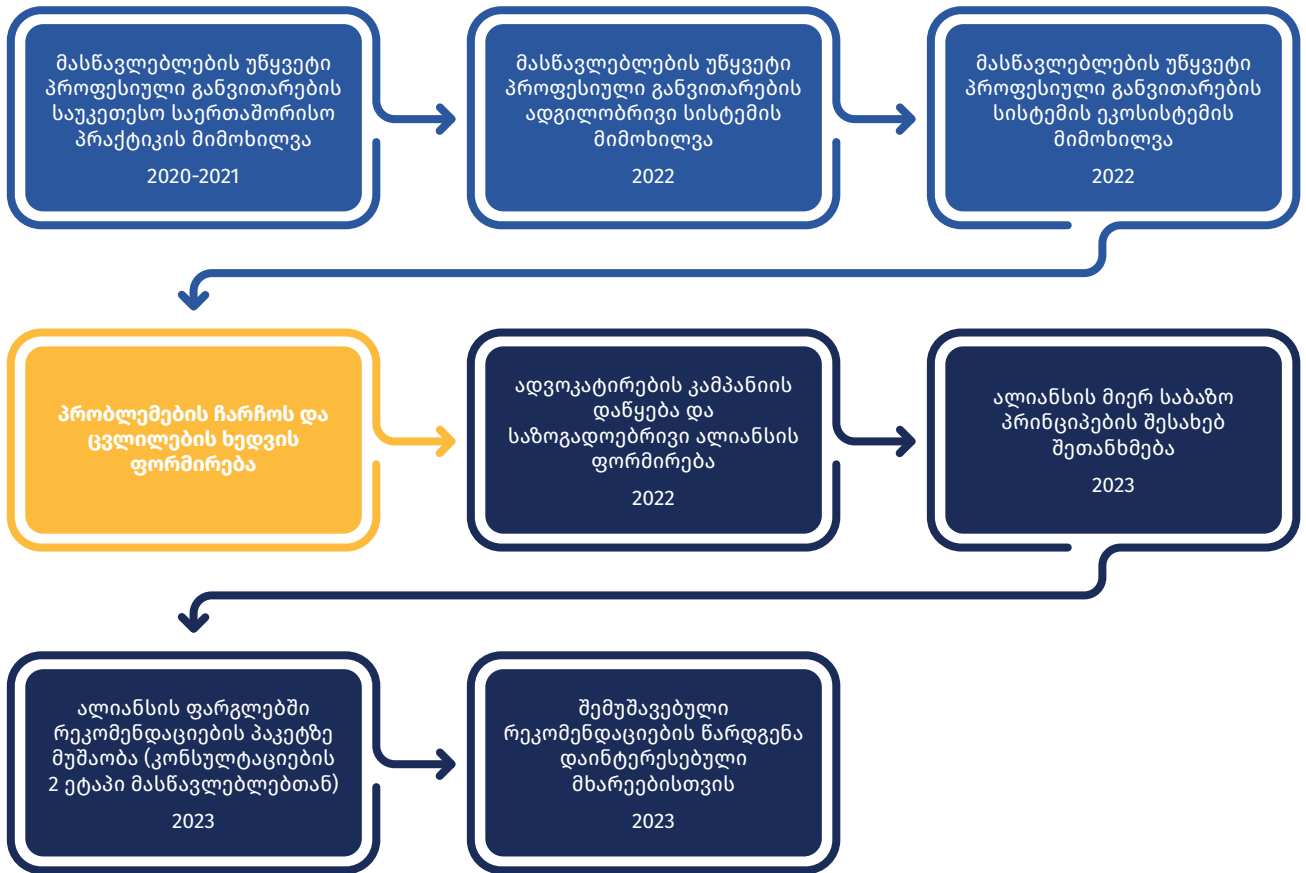 მასწავლებლების უწყვეტი
პროფესიული განვითარების
საუკეთესო საერთაშორისო
პრაქტიკის მიმოხილვა
2020-2021
მასწავლებლების უწყვეტი
პროფესიული განვითარების
ადგილობრივი სისტემის
მიმოხილვა
2022
მასწავლებლების უწყვეტი
პროფესიული განვითარების
სისტემის ეკოსისტემის
მიმოხილვა
2022
პრობლემების ჩარჩოს და
ცვლილების ხედვის
ფორმირება
ადვოკატირების კამპანიის
დაწყება და
საზოგადოებრივი ალიანსის
ფორმირება
2022
ალიანსის მიერ საბაზო
პრინციპების შესახებ
შეთანხმება
2023
ალიანსის ფარგლებში
რეკომენდაციების პაკეტზე
მუშაობა (კონსულტაციების
2 ეტაპი მასწავლებლებთან)
2023
შემუშავებული
რეკომენდაციების წარდგენა
დაინტერესებული
მხარეებისთვის
2023